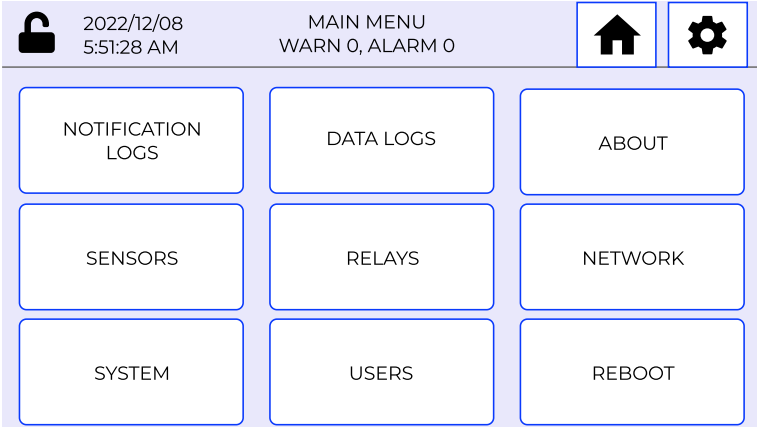 2022/12/08
5:51:28 AM
MAIN MENU
WARN 0, ALARM 0
NOTIFICATION
LOGS
DATA LOGS
ABOUT
SENSORS
RELAYS
NETWORK
SYSTEM
USERS
REBOOT